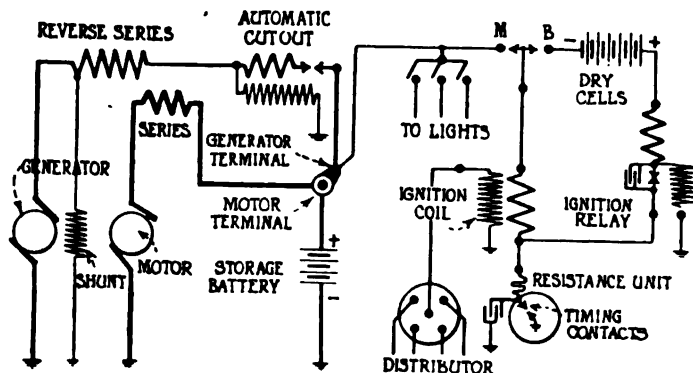 REVERSE SERIES
AUTOMATIC
CUTOUT
M
B
-
+
DRY
CELLS
SERIES
TO LIGHTS
GENERATOR
TERMINAL
GENERATOR
MOTOR
TERMINAL
IGNITION
COIL
IGNITION
RELAY
SHUNT
MOTOR
STORAGE
BATTERY
+
-
RESISTANCE UNIT
TIMING
CONTACTS
DISTRIBUTOR